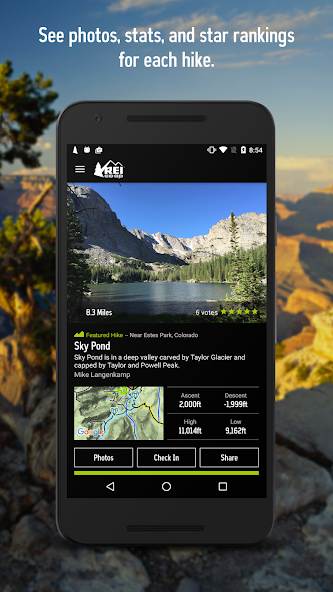 See photos, stats, and star rankings
for each hike.
8:54
REI
co-op
8.3 Miles
6 votes
Featured Hike – Near Estes Park, Colorado
Sky Pond
Sky Pond is in a deep valley carved by Taylor Glacier and
capped by Taylor and Powell Peak.
Mike Langenkamp
Ascent
Descent
2,000ft
-1,999ft
High
Low
11,014ft
9,162ft
Google
Photos
Check In
Share